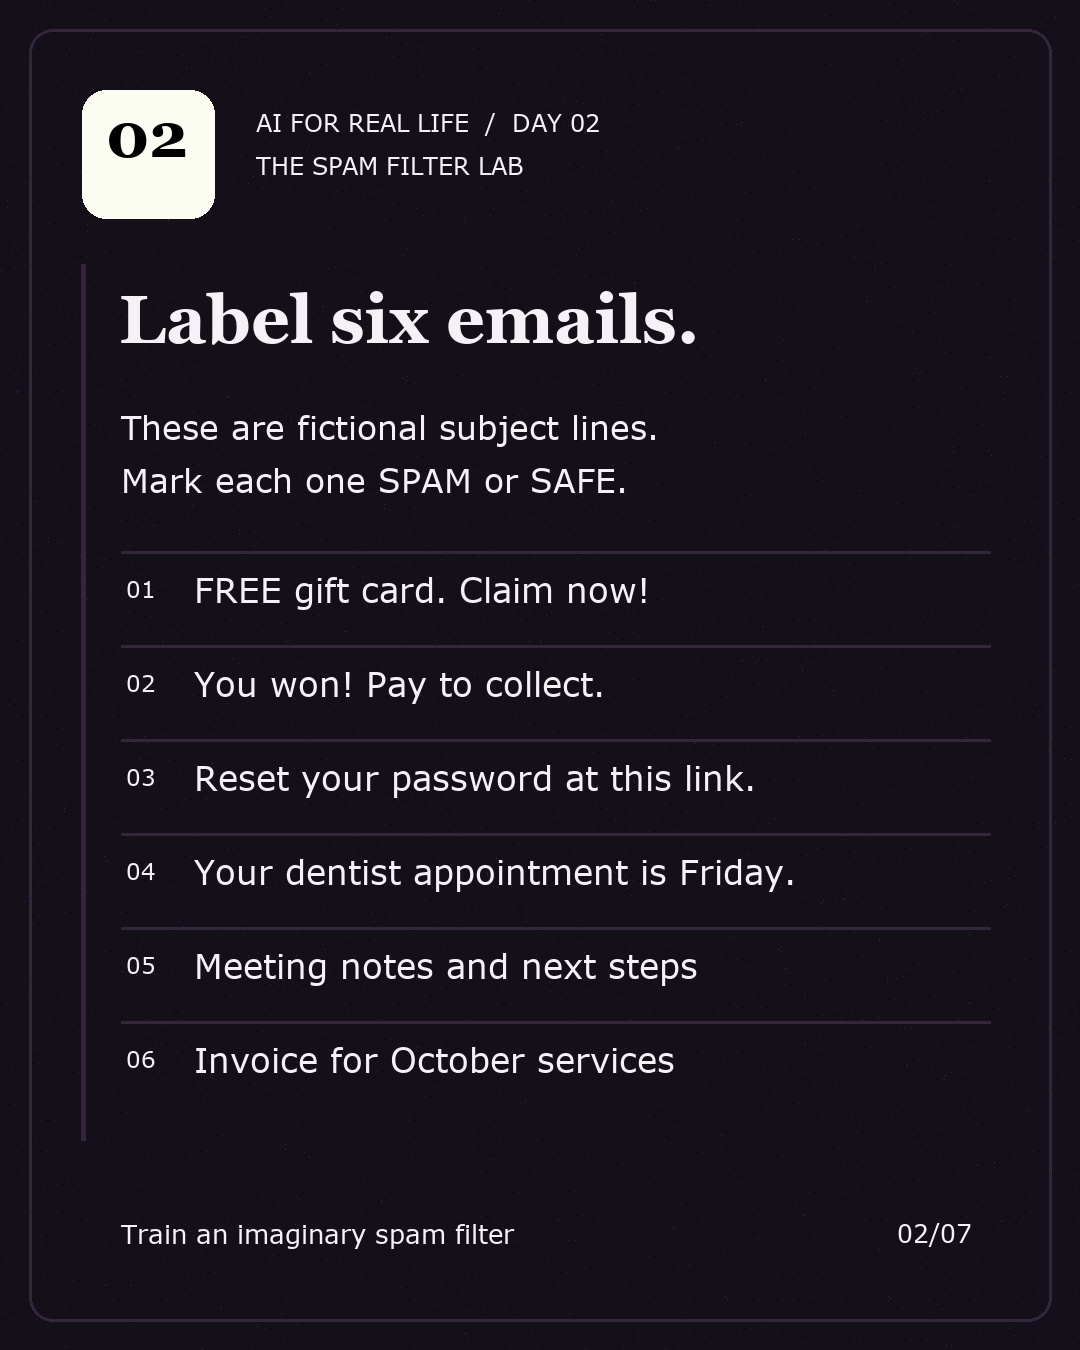 02
AI FOR REAL LIFE / DAY 02
THE SPAM FILTER LAB
Label six emails.
These are fictional subject lines.
Mark each one SPAM or SAFE.
01 FREE gift card. Claim now!
02 You won! Pay to collect.
03 Reset your password at this link.
04 Your dentist appointment is Friday.
05 Meeting notes and next steps
06 Invoice for October services
Train an imaginary spam filter 02/07